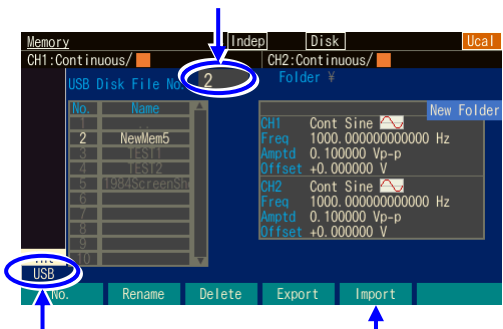 Memory Indep Disk Ucal
CH1:Continuous/ CH2:Continuous/
USB Disk File No. 2 Folder ¥
No. Name New Folder
1 ..
2 NewMem5
3 TEST1
4 TEST2
5 1984ScreenSh
6
7
8
9
10
CH1 Cont Sine
Freq 1000.000000000000 Hz
Amptd 0.100000 Vp-p
Offset +0.000000 V
CH2 Cont Sine
Freq 1000.000000000000 Hz
Amptd 0.100000 Vp-p
Offset +0.000000 V
USB
No. Rename Delete Export Import